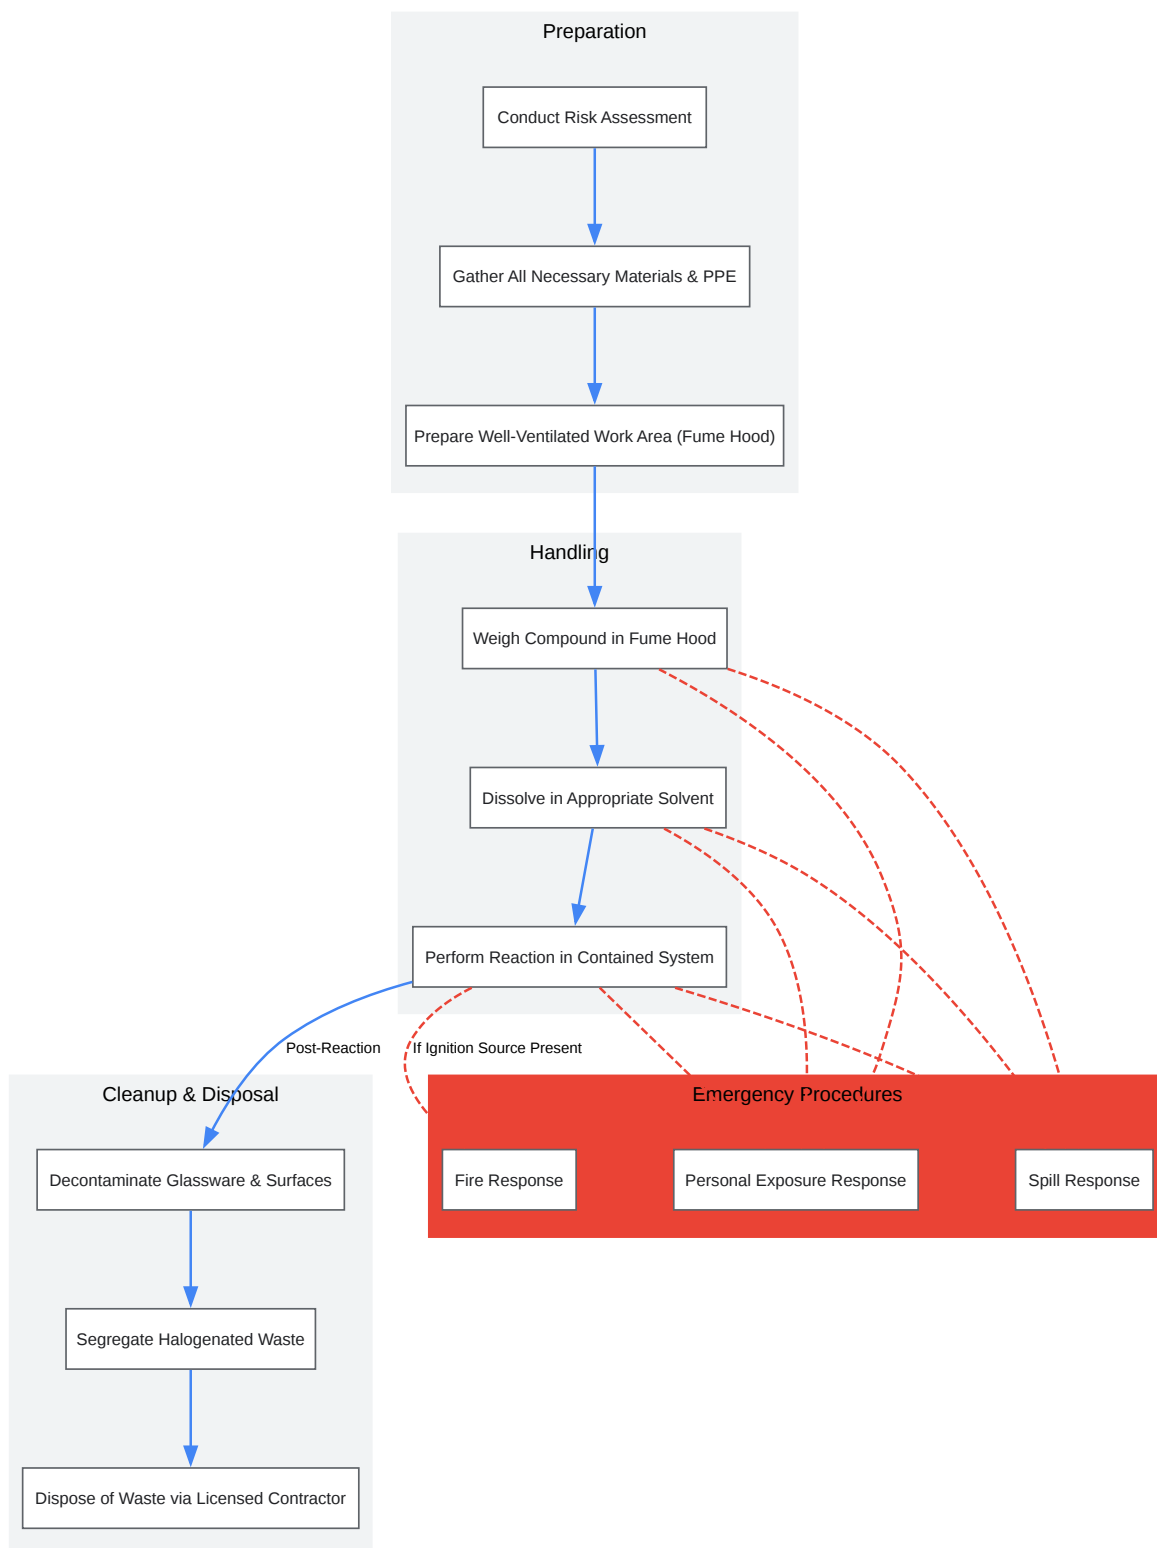 Preparation
Conduct Risk Assessment
Gather All Necessary Materials & PPE
Prepare Well-Ventilated Work Area (Fume Hood)
Handling
Weigh Compound in Fume Hood
Dissolve in Appropriate Solvent
Perform Reaction in Contained System
Post-Reaction
If Ignition Source Present
Cleanup & Disposal
Decontaminate Glassware & Surfaces
Segregate Halogenated Waste
Dispose of Waste via Licensed Contractor
Emergency Procedures
Fire Response
Personal Exposure Response
Spill Response